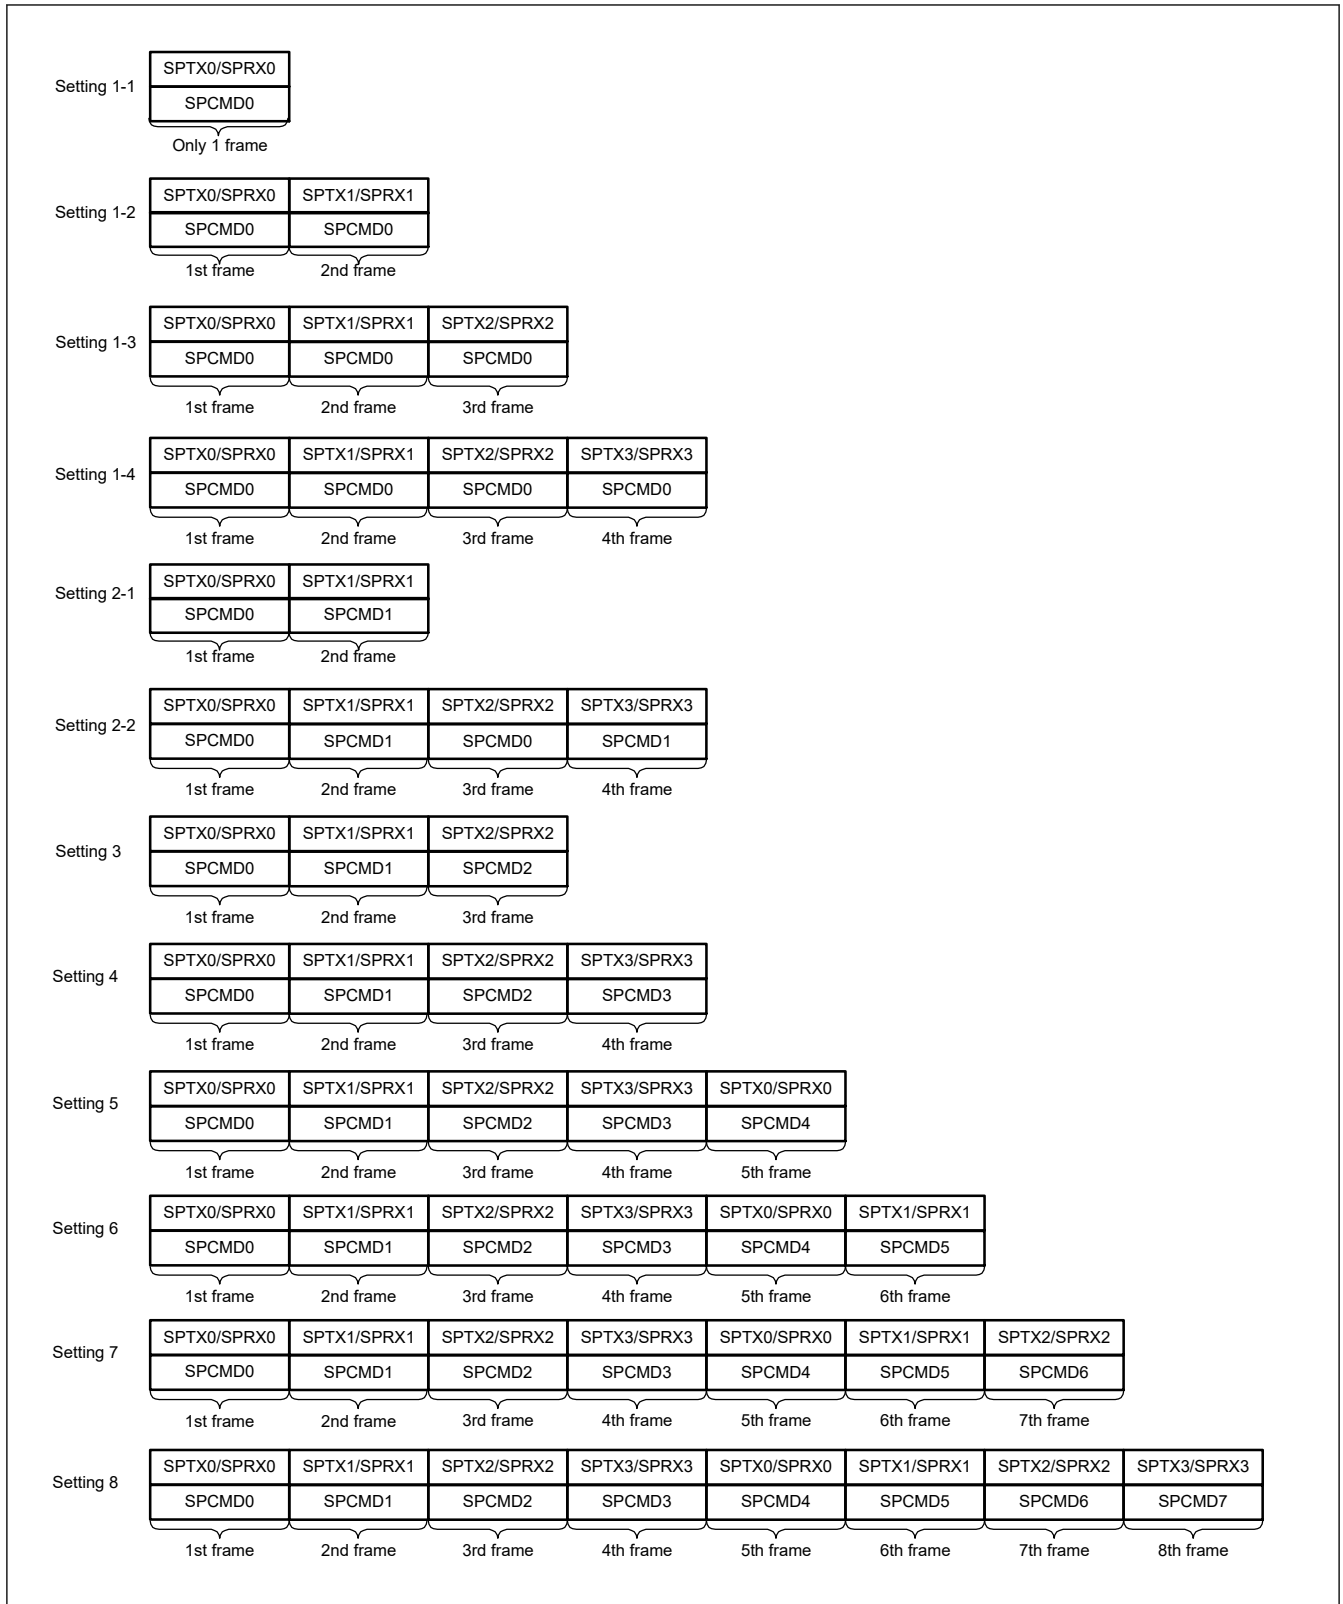 SPTX0/SPRX0
Setting 1-1
SPCMD0
Only 1 frame
SPTX0/SPRX0 SPTX1/SPRX1
Setting 1-2
SPCMD0 SPCMD0
1st frame 2nd frame
SPTX0/SPRX0 SPTX1/SPRX1 SPTX2/SPRX2
Setting 1-3
SPCMD0 SPCMD0 SPCMD0
1st frame 2nd frame 3rd frame
SPTX0/SPRX0 SPTX1/SPRX1 SPTX2/SPRX2 SPTX3/SPRX3
Setting 1-4
SPCMD0 SPCMD0 SPCMD0 SPCMD0
1st frame 2nd frame 3rd frame 4th frame
SPTX0/SPRX0 SPTX1/SPRX1
Setting 2-1
SPCMD0 SPCMD1
1st frame 2nd frame
SPTX0/SPRX0 SPTX1/SPRX1 SPTX2/SPRX2 SPTX3/SPRX3
Setting 2-2
SPCMD0 SPCMD1 SPCMD0 SPCMD1
1st frame 2nd frame 3rd frame 4th frame
SPTX0/SPRX0 SPTX1/SPRX1 SPTX2/SPRX2
Setting 3
SPCMD0 SPCMD1 SPCMD2
1st frame 2nd frame 3rd frame
SPTX0/SPRX0 SPTX1/SPRX1 SPTX2/SPRX2 SPTX3/SPRX3
Setting 4
SPCMD0 SPCMD1 SPCMD2 SPCMD3
1st frame 2nd frame 3rd frame 4th frame
SPTX0/SPRX0 SPTX1/SPRX1 SPTX2/SPRX2 SPTX3/SPRX3 SPTX0/SPRX0
Setting 5
SPCMD0 SPCMD1 SPCMD2 SPCMD3 SPCMD4
1st frame 2nd frame 3rd frame 4th frame 5th frame
SPTX0/SPRX0 SPTX1/SPRX1 SPTX2/SPRX2 SPTX3/SPRX3 SPTX0/SPRX0 SPTX1/SPRX1
Setting 6
SPCMD0 SPCMD1 SPCMD2 SPCMD3 SPCMD4 SPCMD5
1st frame 2nd frame 3rd frame 4th frame 5th frame 6th frame
SPTX0/SPRX0 SPTX1/SPRX1 SPTX2/SPRX2 SPTX3/SPRX3 SPTX0/SPRX0 SPTX1/SPRX1 SPTX2/SPRX2
Setting 7
SPCMD0 SPCMD1 SPCMD2 SPCMD3 SPCMD4 SPCMD5 SPCMD6
1st frame 2nd frame 3rd frame 4th frame 5th frame 6th frame 7th frame
SPTX0/SPRX0 SPTX1/SPRX1 SPTX2/SPRX2 SPTX3/SPRX3 SPTX0/SPRX0 SPTX1/SPRX1 SPTX2/SPRX2 SPTX3/SPRX3
Setting 8
SPCMD0 SPCMD1 SPCMD2 SPCMD3 SPCMD4 SPCMD5 SPCMD6 SPCMD7
1st frame 2nd frame 3rd frame 4th frame 5th frame 6th frame 7th frame 8th frame